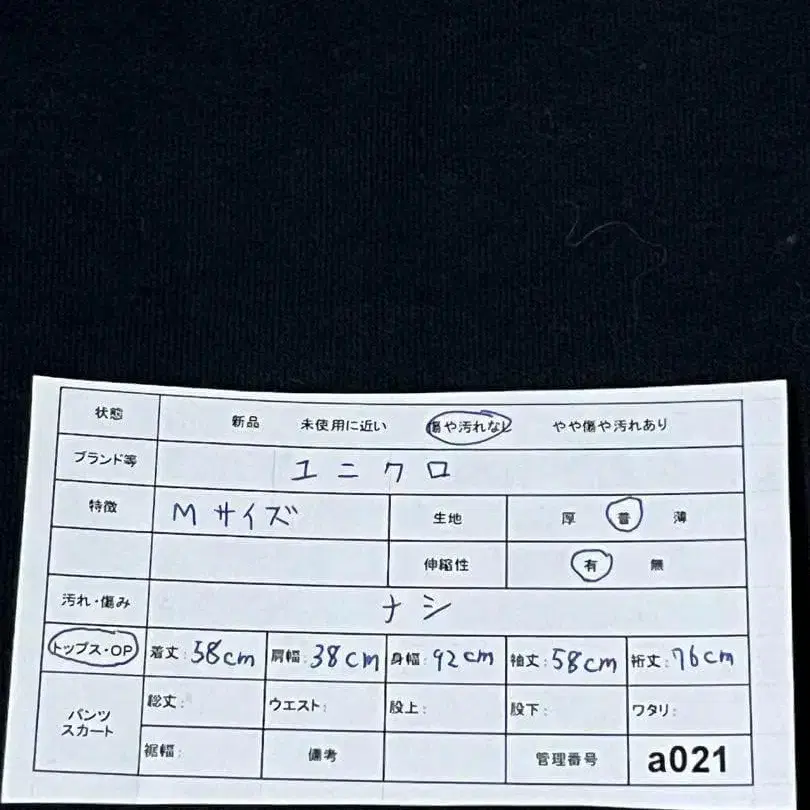 状態 新品 未使用に近い 傷や汚れなし やや傷や汚れあり
ブランド等 ユニクロ
特徴 Mサイズ 生地 厚 普 薄
伸縮性 有 無
汚れ・傷み ナシ
トップス・OP 着丈:58cm 肩幅:38cm 身幅:92cm 袖丈:58cm 裄丈:76cm
パンツ
スカート
総丈: ウエスト: 股上: 股下: ワタリ:
裾幅: 備考 管理番号 a021